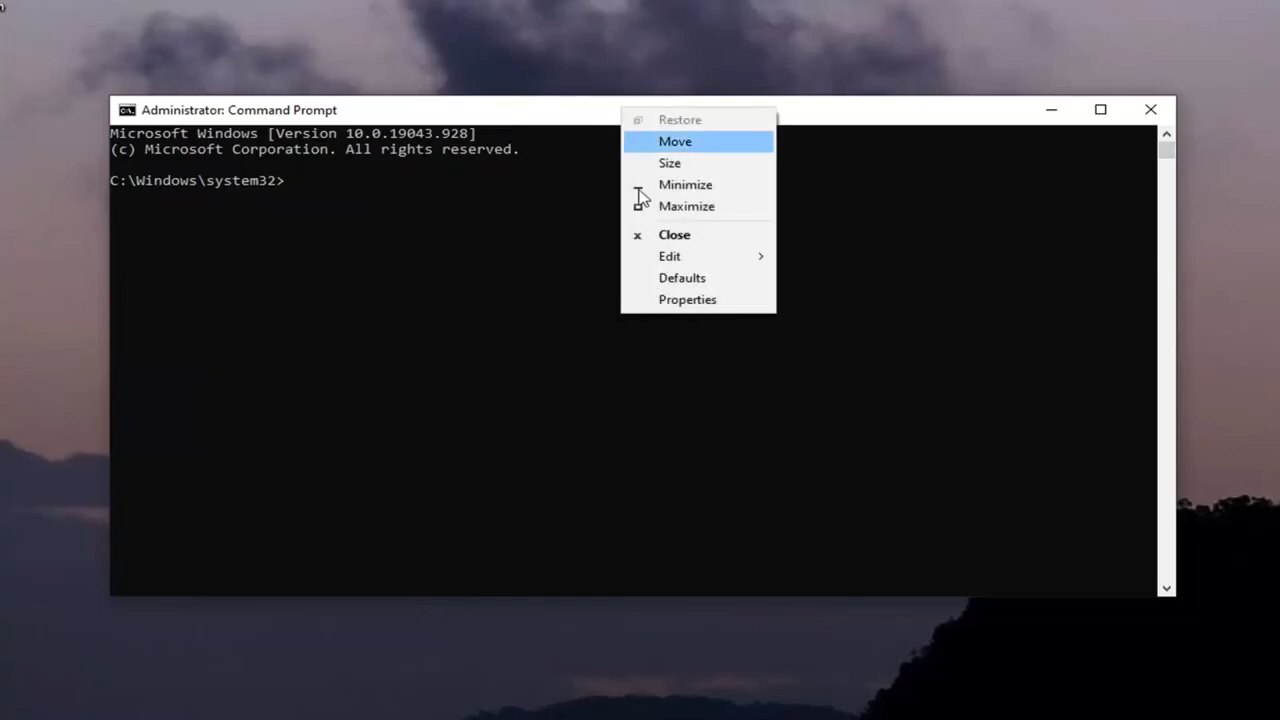 Administrator: Command Prompt
Microsoft Windows [Version 10.0.19043.928]
(c) Microsoft Corporation. All rights reserved.
C:\Windows\system32>
Restore
Move
Size
Minimize
Maximize
Close
Edit
Defaults
Properties